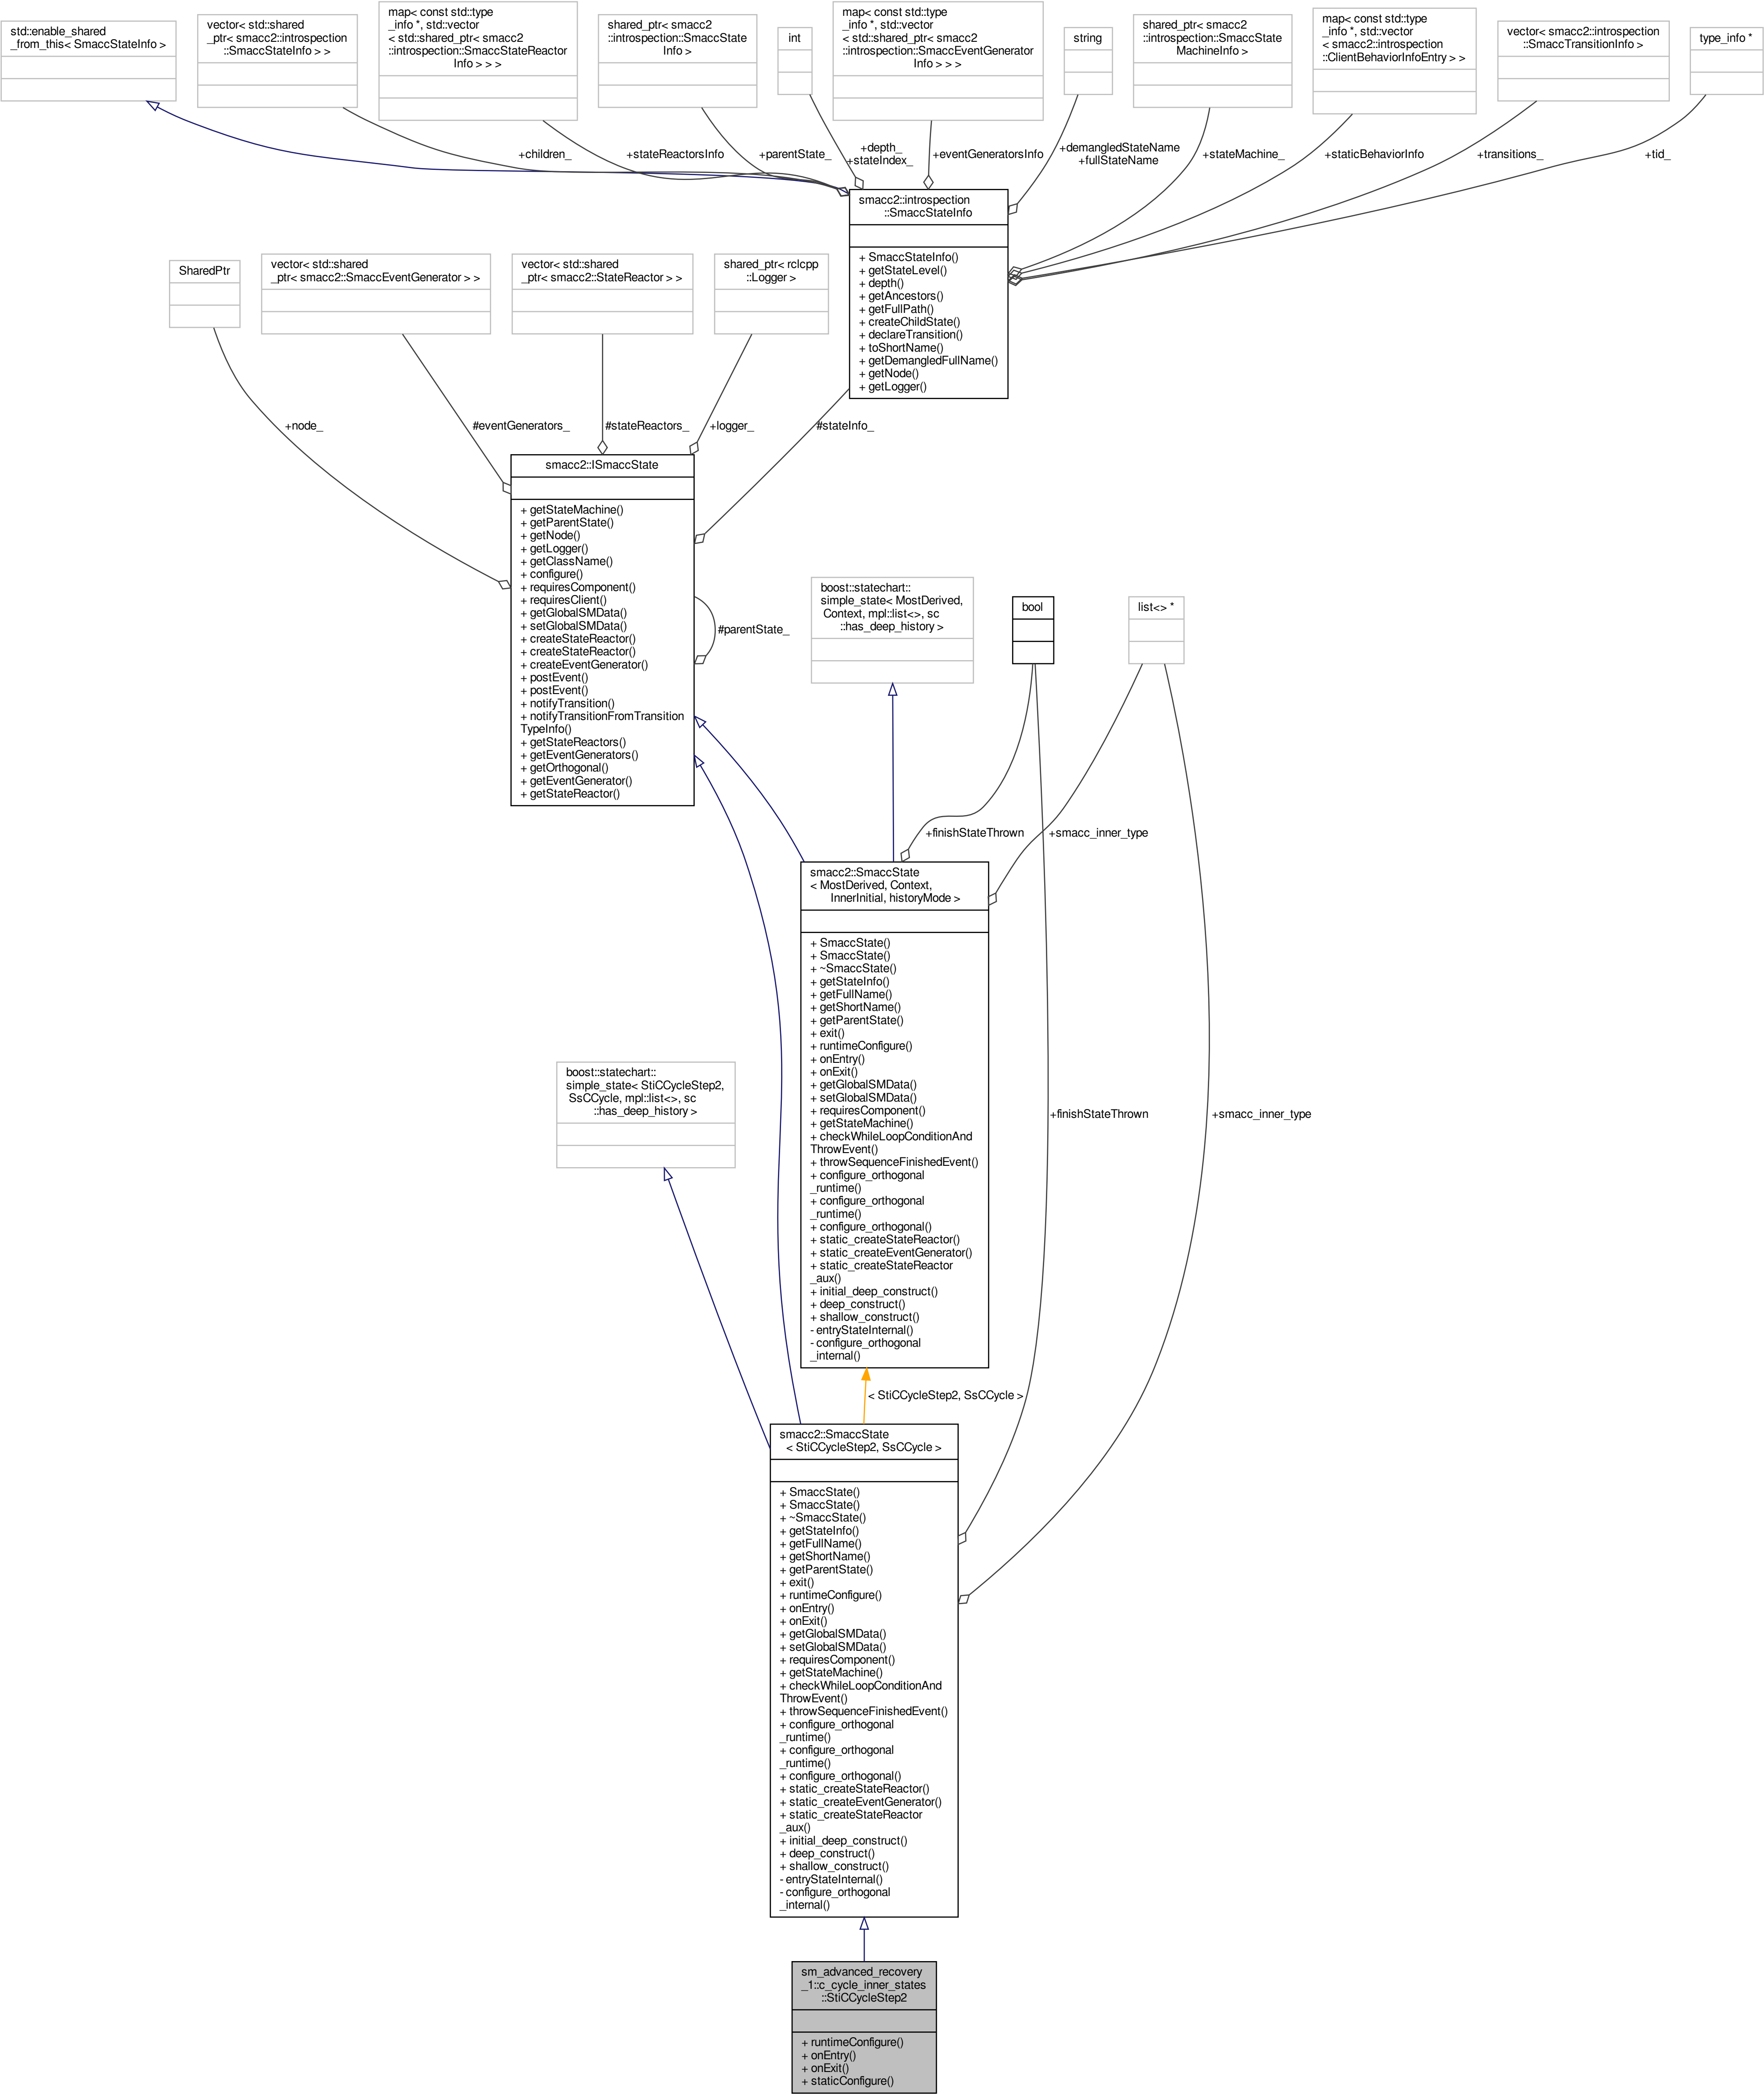 std::enable_shared
_from_this< SmaccStateInfo >
vector< std::shared
_ptr< smacc2::introspection
::SmaccStateInfo > >
map< const std::type
_info *, std::vector
< std::shared_ptr< smacc2
::introspection::SmaccStateReactor
Info > > >
shared_ptr< smacc2
::introspection::SmaccState
Info >
int
map< const std::type
_info *, std::vector
< std::shared_ptr< smacc2
::introspection::SmaccEventGenerator
Info > > >
string
shared_ptr< smacc2
::introspection::SmaccState
MachineInfo >
map< const std::type
_info *, std::vector
< smacc2::introspection
::ClientBehaviorInfoEntry > >
vector< smacc2::introspection
::SmaccTransitionInfo >
type_info *
+children_
+stateReactorsInfo
+parentState_
+depth_
+stateIndex_
+eventGeneratorsInfo
+demangledStateName
+fullStateName
+stateMachine_
+staticBehaviorInfo
+transitions_
+tid_
smacc2::introspection
::SmaccStateInfo
+ SmaccStateInfo()
+ getStateLevel()
+ depth()
+ getAncestors()
+ getFullPath()
+ createChildState()
+ declareTransition()
+ toShortName()
+ getDemangledFullName()
+ getNode()
+ getLogger()
SharedPtr
vector< std::shared
_ptr< smacc2::SmaccEventGenerator > >
vector< std::shared
_ptr< smacc2::StateReactor > >
shared_ptr< rclcpp
::Logger >
+node_
#eventGenerators_
#stateReactors_
+logger_
#stateInfo_
smacc2::ISmaccState
+ getStateMachine()
+ getParentState()
+ getNode()
+ getLogger()
+ getClassName()
+ configure()
+ requiresComponent()
+ requiresClient()
+ getGlobalSMData()
+ setGlobalSMData()
+ createStateReactor()
+ createStateReactor()
+ createEventGenerator()
+ postEvent()
+ postEvent()
+ notifyTransition()
+ notifyTransitionFromTransition
TypeInfo()
+ getStateReactors()
+ getEventGenerators()
+ getOrthogonal()
+ getEventGenerator()
+ getStateReactor()
#parentState_
boost::statechart::
simple_state< MostDerived,
Context, mpl::list<>, sc
::has_deep_history >
bool
list<> *
+finishStateThrown
+smacc_inner_type
smacc2::SmaccState
< MostDerived, Context,
InnerInitial, historyMode >
+ SmaccState()
+ SmaccState()
+ ~SmaccState()
+ getStateInfo()
+ getFullName()
+ getShortName()
+ getParentState()
+ exit()
+ runtimeConfigure()
+ onEntry()
+ onExit()
+ getGlobalSMData()
+ setGlobalSMData()
+ requiresComponent()
+ getStateMachine()
+ checkWhileLoopConditionAnd
ThrowEvent()
+ throwSequenceFinishedEvent()
+ configure_orthogonal
_runtime()
+ configure_orthogonal
_runtime()
+ configure_orthogonal()
+ static_createStateReactor()
+ static_createEventGenerator()
+ static_createStateReactor
_aux()
+ initial_deep_construct()
+ deep_construct()
+ shallow_construct()
- entryStateInternal()
- configure_orthogonal
_internal()
boost::statechart::
simple_state< StiCCycleStep2,
SsCCycle, mpl::list<>, sc
::has_deep_history >
+finishStateThrown
+smacc_inner_type
< StiCCycleStep2, SsCCycle >
smacc2::SmaccState
< StiCCycleStep2, SsCCycle >
+ SmaccState()
+ SmaccState()
+ ~SmaccState()
+ getStateInfo()
+ getFullName()
+ getShortName()
+ getParentState()
+ exit()
+ runtimeConfigure()
+ onEntry()
+ onExit()
+ getGlobalSMData()
+ setGlobalSMData()
+ requiresComponent()
+ getStateMachine()
+ checkWhileLoopConditionAnd
ThrowEvent()
+ throwSequenceFinishedEvent()
+ configure_orthogonal
_runtime()
+ configure_orthogonal
_runtime()
+ configure_orthogonal()
+ static_createStateReactor()
+ static_createEventGenerator()
+ static_createStateReactor
_aux()
+ initial_deep_construct()
+ deep_construct()
+ shallow_construct()
- entryStateInternal()
- configure_orthogonal
_internal()
sm_advanced_recovery
_1::c_cycle_inner_states
::StiCCycleStep2
+ runtimeConfigure()
+ onEntry()
+ onExit()
+ staticConfigure()